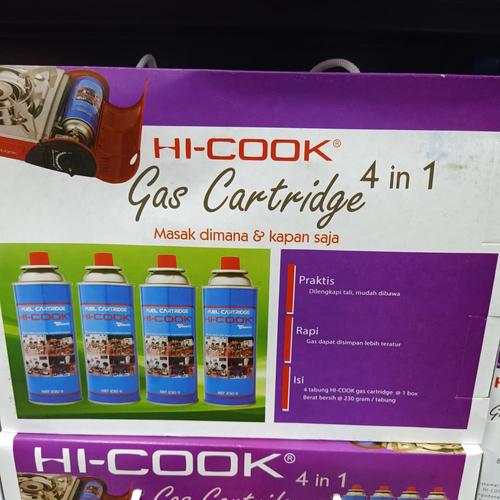 HI-COOK®
Gas Cartridge 4 in 1
Masak dimana & kapan saja
FUEL CARTRIDGE
HI-COOK
FUEL CARTRIDGE
HI-COOK
FUEL CARTRIDGE
HI-COOK
FUEL CARTRIDGE
HI-COOK
Praktis
Dilengkapi tali, mudah dibawa
Rapi
Gas dapat disimpan lebih teratur
Isi
4 tabung HI-COOK gas cartridge @ 1 box
Berat bersih @ 230 gram / tabung
HI-COOK®
4 in 1
Gas Cartridge